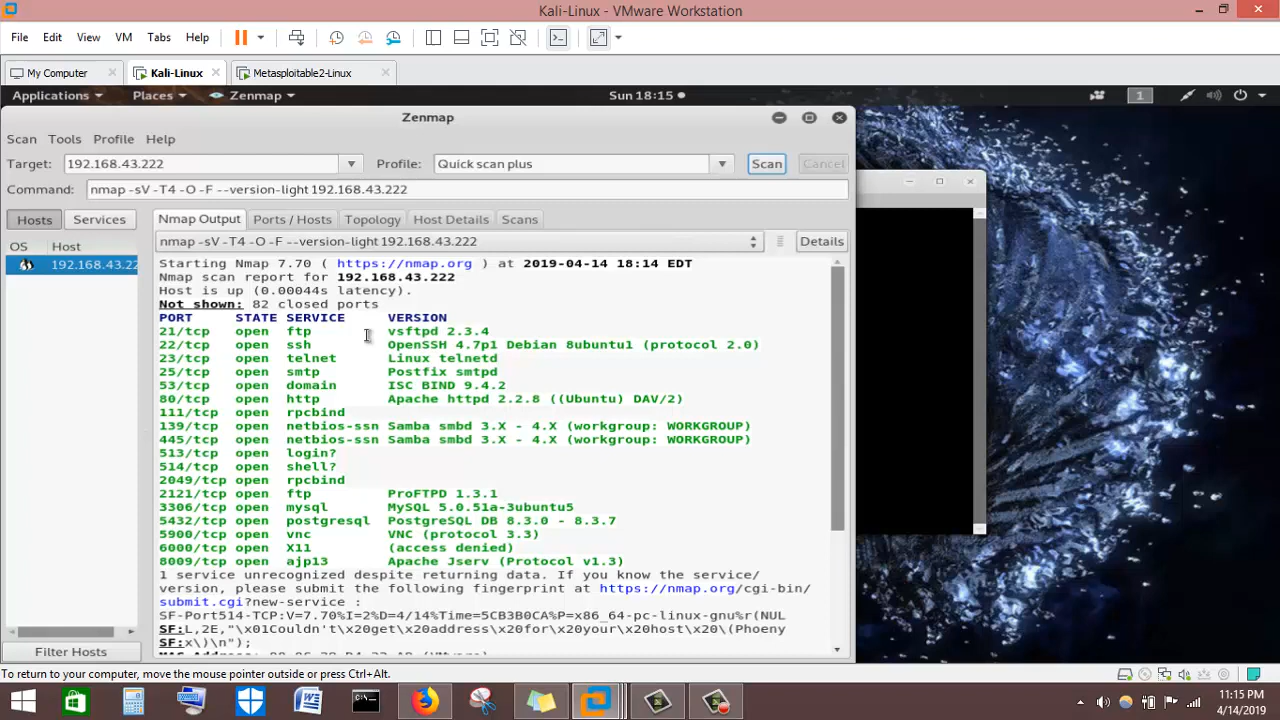 Kali-Linux - VMware Workstation
File Edit View VM Tabs Help
My Computer Kali-Linux Metasploitable2-Linux
Applications Places Zenmap Sun 18:15 1
Zenmap
Scan Tools Profile Help
Target: 192.168.43.222 Profile: Quick scan plus Scan Cancel
Command: nmap -sV -T4 -O -F --version-light 192.168.43.222
Hosts Services Nmap Output Ports / Hosts Topology Host Details Scans
OS Host nmap -sV -T4 -O -F --version-light 192.168.43.222 Details
192.168.43.22
Starting Nmap 7.70 ( https://nmap.org ) at 2019-04-14 18:14 EDT
Nmap scan report for 192.168.43.222
Host is up (0.00044s latency).
Not shown: 82 closed ports
PORT STATE SERVICE VERSION
21/tcp open ftp vsftpd 2.3.4
22/tcp open ssh OpenSSH 4.7p1 Debian 8ubuntu1 (protocol 2.0)
23/tcp open telnet Linux telnetd
25/tcp open smtp Postfix smtpd
53/tcp open domain ISC BIND 9.4.2
80/tcp open http Apache httpd 2.2.8 ((Ubuntu) DAV/2)
111/tcp open rpcbind
139/tcp open netbios-ssn Samba smbd 3.X - 4.X (workgroup: WORKGROUP)
445/tcp open netbios-ssn Samba smbd 3.X - 4.X (workgroup: WORKGROUP)
513/tcp open login?
514/tcp open shell?
2049/tcp open rpcbind
2121/tcp open ftp ProFTPD 1.3.1
3306/tcp open mysql MySQL 5.0.51a-3ubuntu5
5432/tcp open postgresql PostgreSQL DB 8.3.0 - 8.3.7
5900/tcp open vnc VNC (protocol 3.3)
6000/tcp open X11 (access denied)
8009/tcp open ajp13 Apache Jserv (Protocol v1.3)
1 service unrecognized despite returning data. If you know the service/
version, please submit the following fingerprint at https://nmap.org/cgi-bin/
submit.cgi?new-service :
SF-Port514-TCP:V=7.70%I=2%D=4/14%Time=5CB3B0CA%P=x86_64-pc-linux-gnu%r(NUL
SF:L,2E,"\x01Couldn't\x20get\x20address\x20for\x20your\x20host\x20\(Phoeny
SF:x\)\n");
Filter Hosts
To return to your computer, move the mouse pointer outside or press Ctrl+Alt.
11:15 PM
4/14/2019